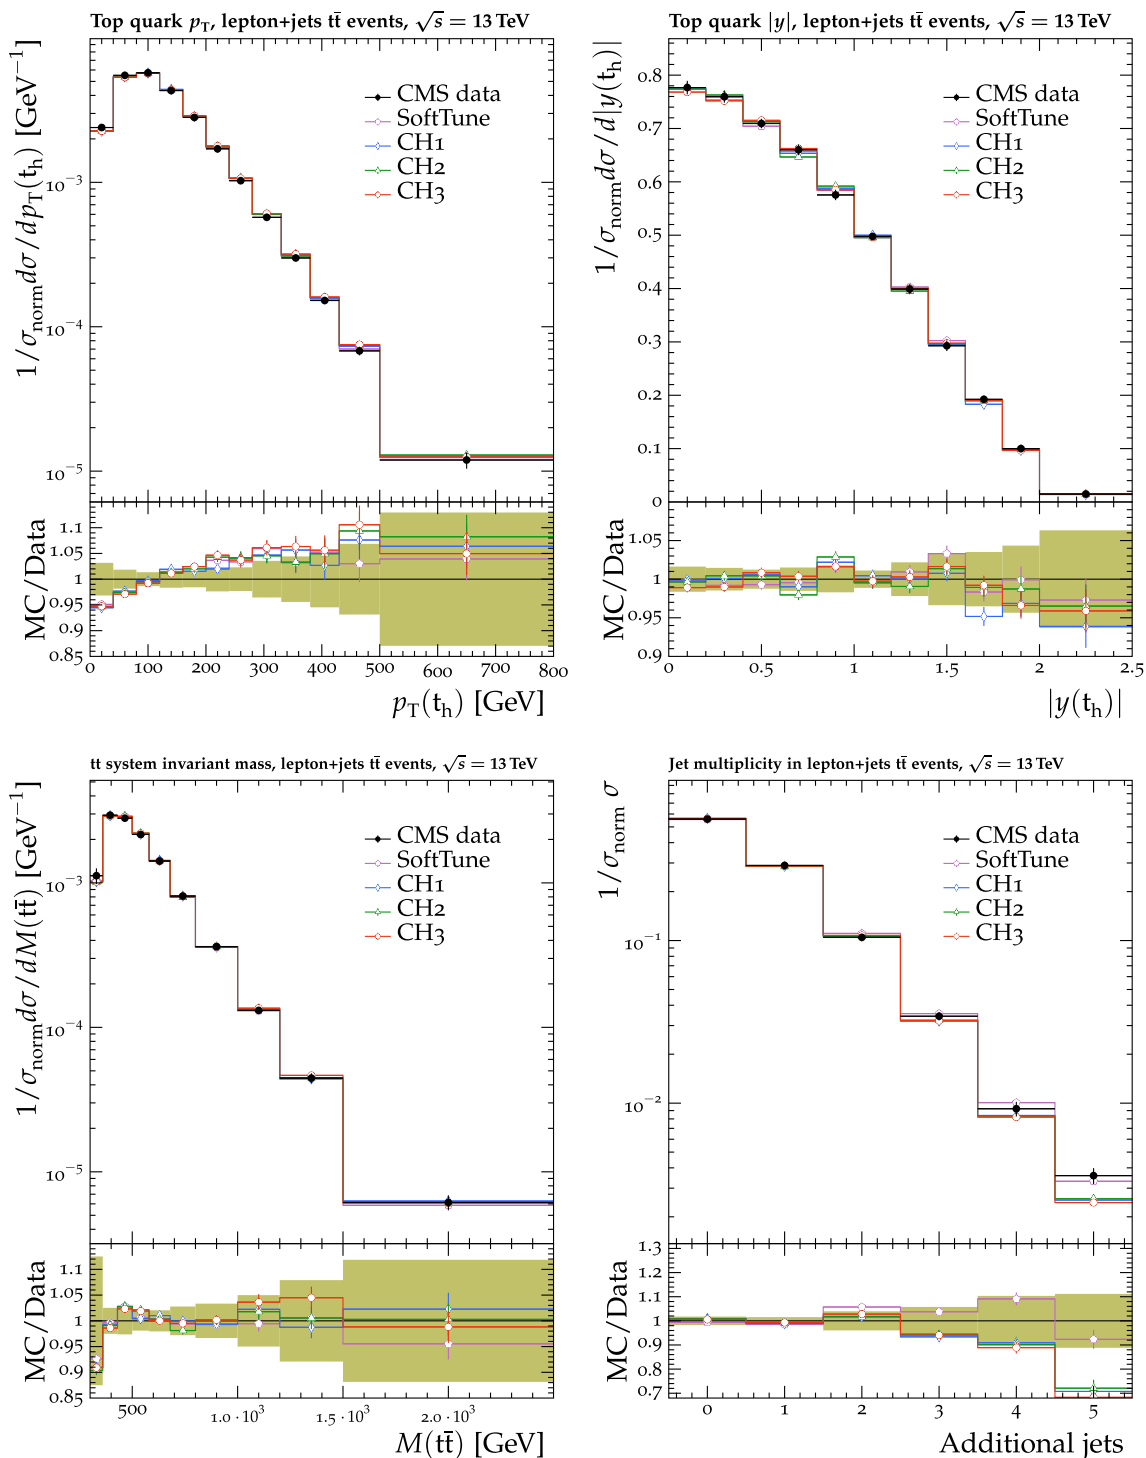 Top quark pT, lepton+jets tt̄ events, √s = 13 TeV
1/σnorm dσ/dpT(th) [GeV−1]
10−3
10−4
10−5
CMS data
SoftTune
CH1
CH2
CH3
MC/Data
1.1
1.05
1
0.95
0.9
0.85
0 100 200 300 400 500 600 700 800
pT(th) [GeV]
Top quark |y|, lepton+jets tt̄ events, √s = 13 TeV
1/σnorm dσ/d|y(th)|
0.8
0.7
0.6
0.5
0.4
0.3
0.2
0.1
0
CMS data
SoftTune
CH1
CH2
CH3
MC/Data
1.05
1
0.95
0.9
0 0.5 1 1.5 2 2.5
|y(th)|
tt system invariant mass, lepton+jets tt̄ events, √s = 13 TeV
1/σnorm dσ/dM(tt̄) [GeV−1]
10−3
10−4
10−5
CMS data
SoftTune
CH1
CH2
CH3
MC/Data
1.1
1.05
1
0.95
0.9
0.85
500 1.0 · 10³ 1.5 · 10³ 2.0 · 10³
M(tt̄) [GeV]
Jet multiplicity in lepton+jets tt̄ events, √s = 13 TeV
1/σnorm σ
10−1
10−2
CMS data
SoftTune
CH1
CH2
CH3
MC/Data
1.3
1.2
1.1
1.0
0.9
0.8
0.7
0 1 2 3 4 5
Additional jets